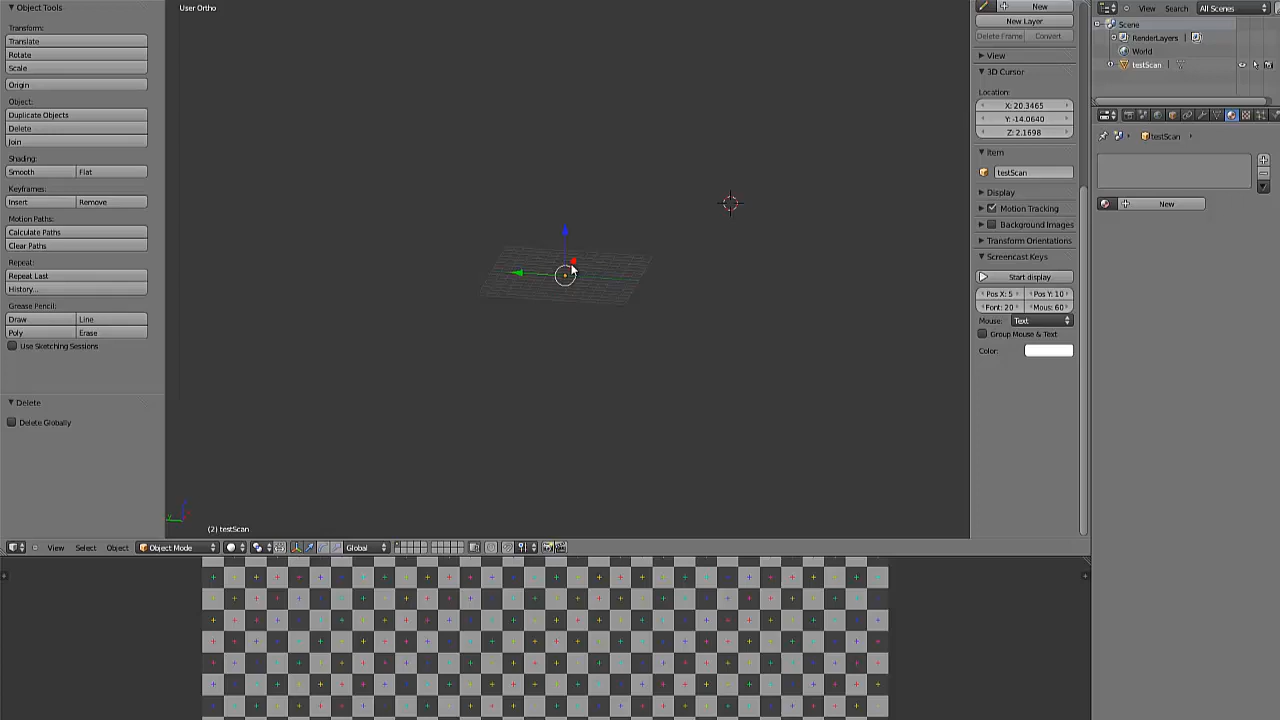 Object Tools
Transform:
Translate
Rotate
Scale
Origin
Object:
Duplicate Objects
Delete
Join
Shading:
Smooth Flat
Keyframes:
Insert Remove
Motion Paths:
Calculate Paths
Clear Paths
Repeat:
Repeat Last
History...
Grease Pencil:
Draw Line
Poly Erase
Use Sketching Sessions
Delete
Delete Globally
User Ortho
(2) testScan
View Select Object Object Mode Global
New
New Layer
Delete Frame Convert
View
3D Cursor
Location:
X: 20.3465
Y: -14.0640
Z: 2.1698
Item
testScan
Display
Motion Tracking
Background Images
Transform Orientations
Screencast Keys
Start display
Pos X: 5 Pos Y: 10
Font: 20 Mous: 60
Mouse: Text
Group Mouse & Text
Color:
View Search All Scenes
Scene
RenderLayers
World
testScan
testScan
New